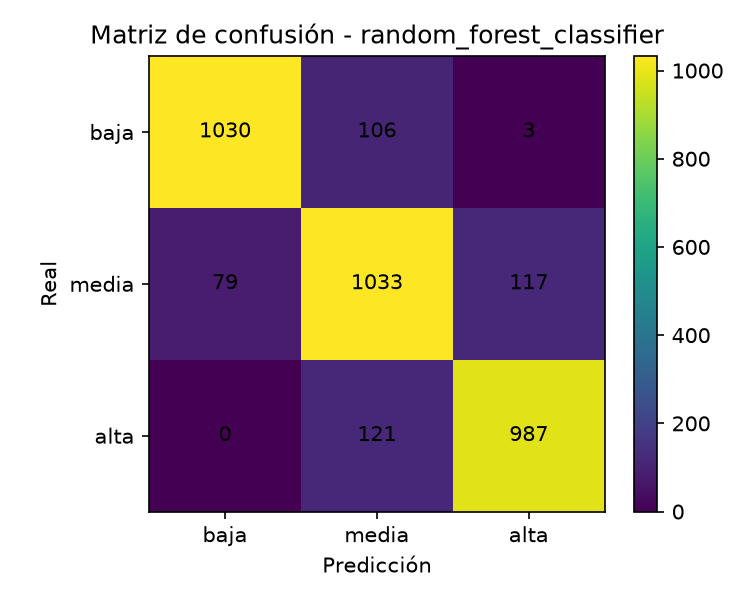 Matriz de confusión - random_forest_classifier
baja 1030 106 3
media 79 1033 117
alta 0 121 987
baja media alta
Predicción
Real
1000
800
600
400
200
0